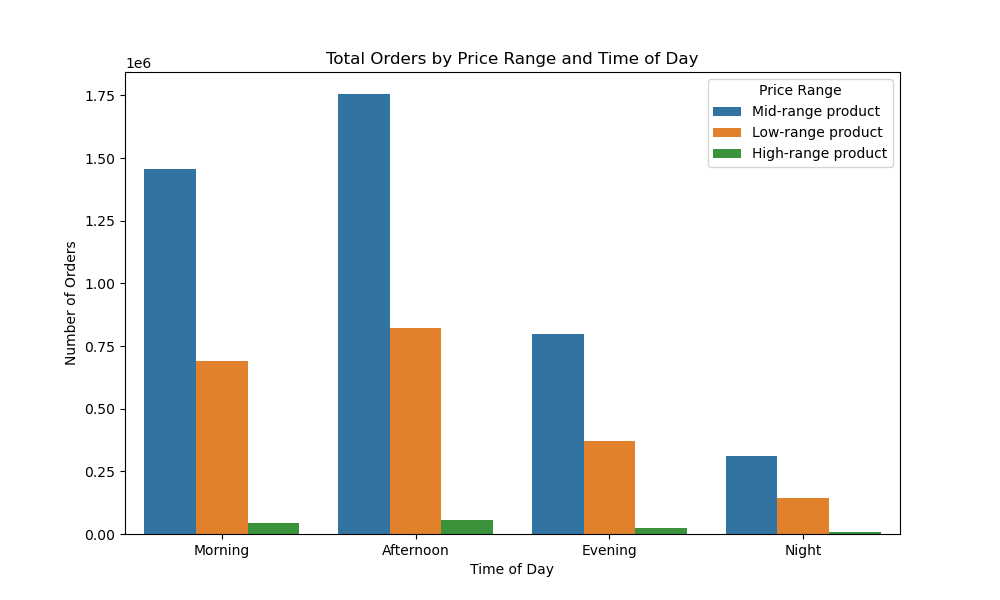 Total Orders by Price Range and Time of Day
1e6
1.75
1.50
1.25
1.00
0.75
0.50
0.25
0.00
Number of Orders
Price Range
Mid-range product
Low-range product
High-range product
Morning Afternoon Evening Night
Time of Day